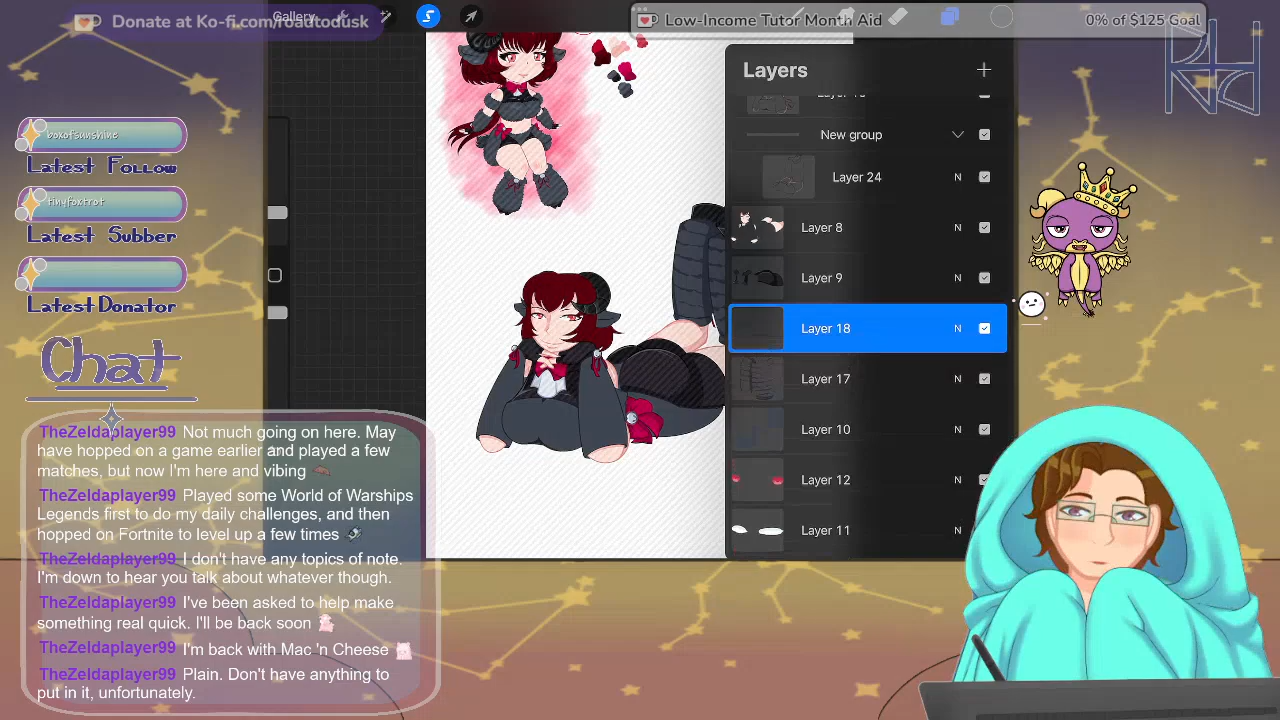 Donate at Ko-fi.com/roadtodusk
Gallery
Low-Income Tutor Month Aid
0% of $125 Goal
boxofsunshine
Latest Follow
tinyfoxtrot
Latest Subber
Latest Donator
Chat
TheZeldaplayer99 Not much going on here. May
have hopped on a game earlier and played a few
matches, but now I'm here and vibing
TheZeldaplayer99 Played some World of Warships
Legends first to do my daily challenges, and then
hopped on Fortnite to level up a few times
TheZeldaplayer99 I don't have any topics of note.
I'm down to hear you talk about whatever though.
TheZeldaplayer99 I've been asked to help make
something real quick. I'll be back soon
TheZeldaplayer99 I'm back with Mac 'n Cheese
TheZeldaplayer99 Plain. Don't have anything to
put in it, unfortunately.
Layers
New group
Layer 24 N
Layer 8 N
Layer 9 N
Layer 18 N
Layer 17 N
Layer 10 N
Layer 12 N
Layer 11 N